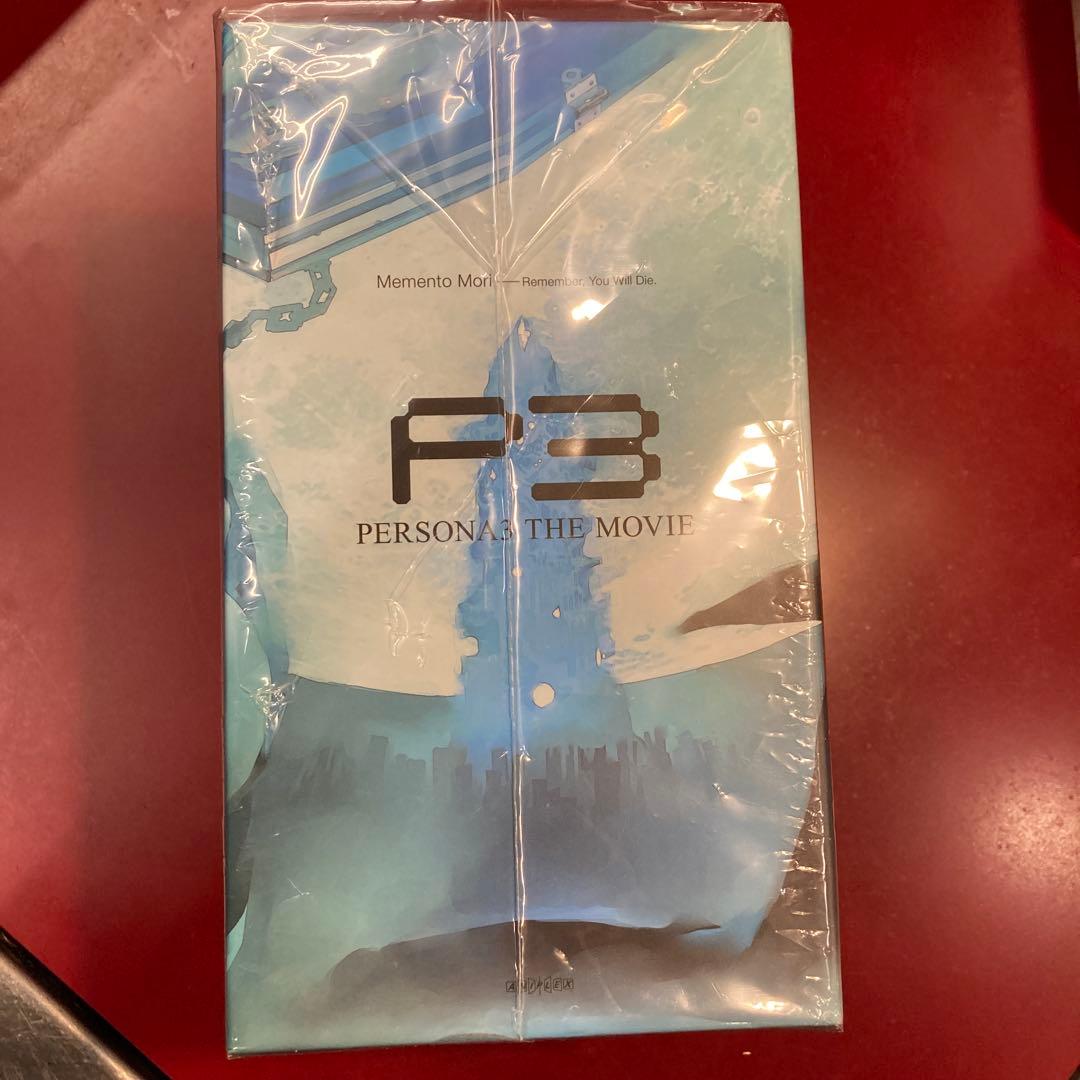 Memento Mori — Remember, You Will Die.
P3
PERSONA3 THE MOVIE
ANIPLEX